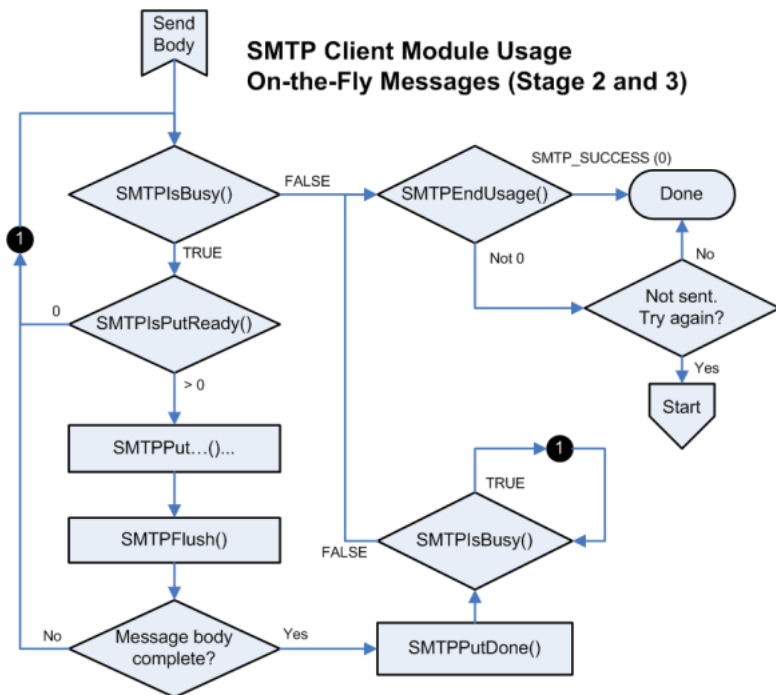 Send
Body
SMTP Client Module Usage
On-the-Fly Messages (Stage 2 and 3)
SMTPIsBusy()
FALSE
SMTPEndUsage()
SMTP_SUCCESS (0)
Done
1
TRUE
Not 0
No
0
SMTPIsPutReady()
Not sent.
Try again?
> 0
Yes
Start
SMTPPut…()...
1
TRUE
SMTPFlush()
FALSE
SMTPIsBusy()
No
Message body
complete?
Yes
SMTPPutDone()